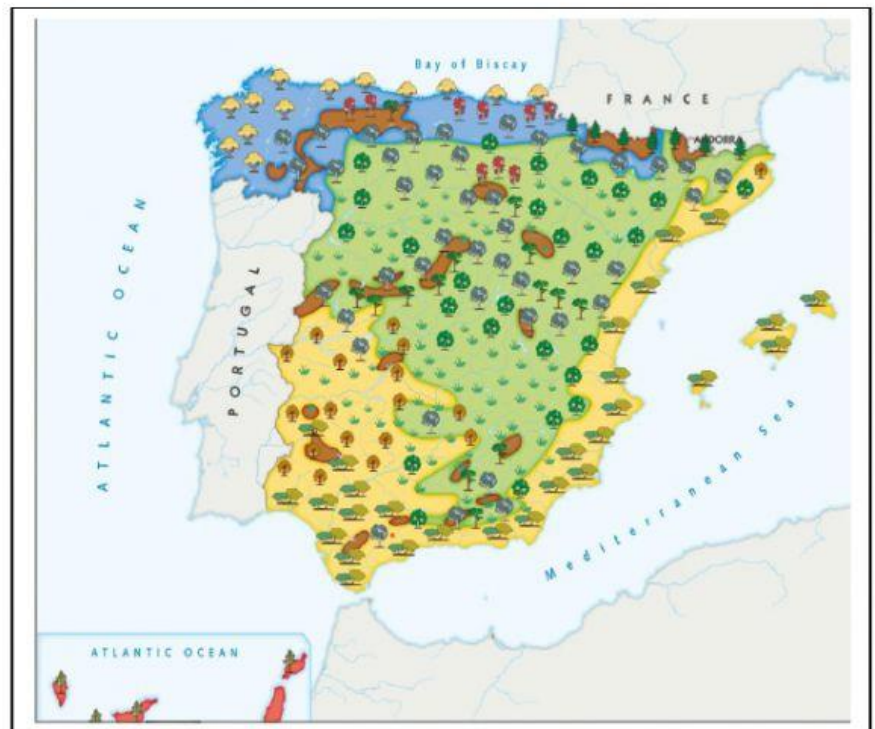 Bay of Biscay
FRANCE
ANDORRA
ATLANTIC OCEAN
PORTUGAL
Mediterranean Sea
ATLANTIC OCEAN